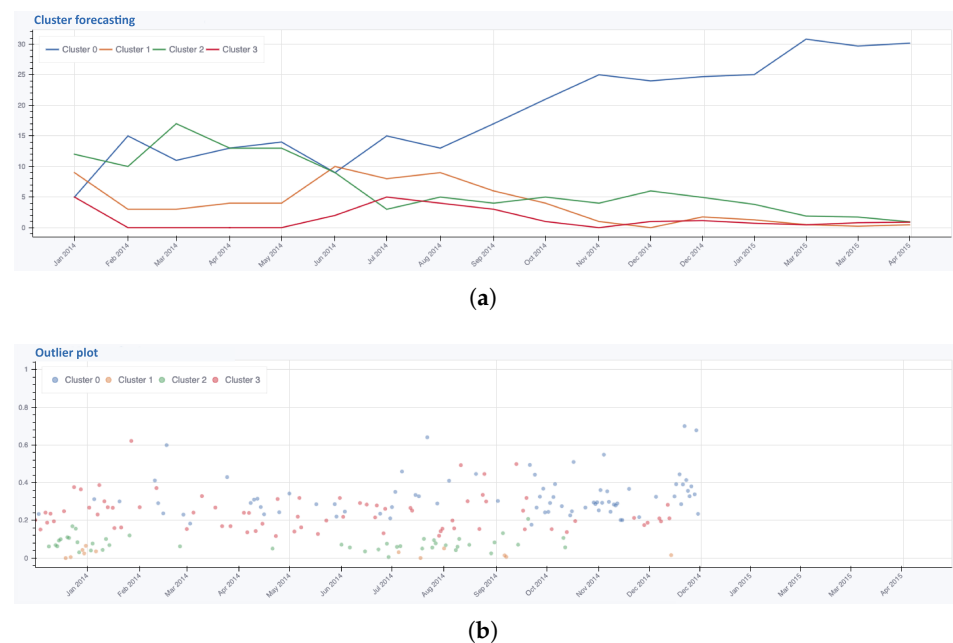 Cluster forecasting
Cluster 0 Cluster 1 Cluster 2 Cluster 3
30
25
20
15
10
5
0
Jan 2014 Feb 2014 Mar 2014 Apr 2014 May 2014 Jun 2014 Jul 2014 Aug 2014 Sep 2014 Oct 2014 Nov 2014 Dec 2014 Dec 2014 Jan 2015 Mar 2015 Mar 2015 Apr 2015
(a)
Outlier plot
Cluster 0 Cluster 1 Cluster 2 Cluster 3
1
0.8
0.6
0.4
0.2
0
Jan 2014 Feb 2014 Mar 2014 Apr 2014 May 2014 Jun 2014 Jul 2014 Aug 2014 Sep 2014 Oct 2014 Nov 2014 Dec 2014 Dec 2014 Jan 2015 Mar 2015 Mar 2015 Apr 2015
(b)